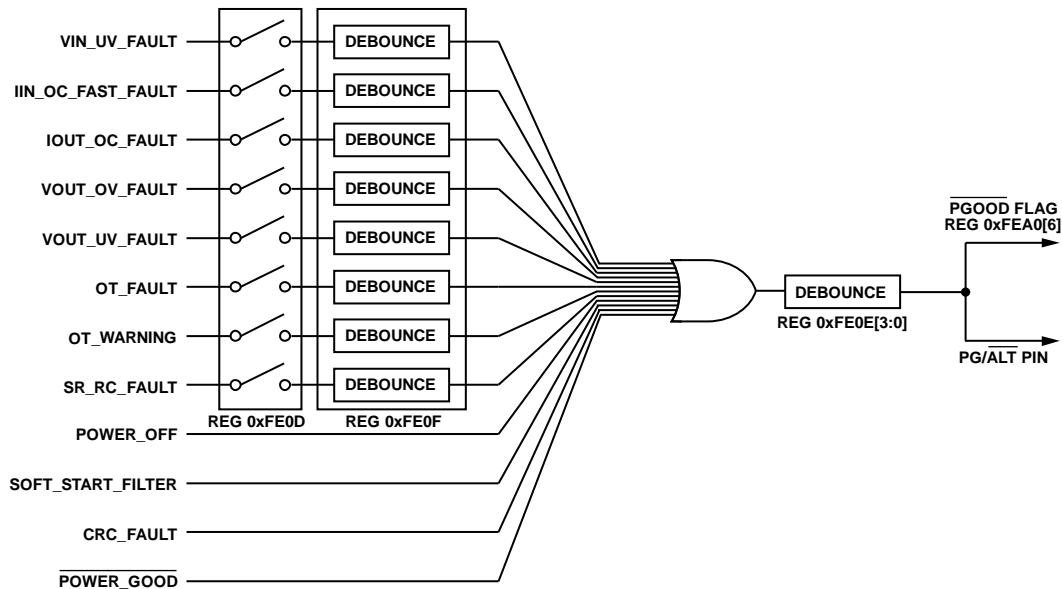 VIN_UV_FAULT
DEBOUNCE
IIN_OC_FAST_FAULT
DEBOUNCE
IOUT_OC_FAULT
DEBOUNCE
VOUT_OV_FAULT
DEBOUNCE
VOUT_UV_FAULT
DEBOUNCE
OT_FAULT
DEBOUNCE
OT_WARNING
DEBOUNCE
SR_RC_FAULT
DEBOUNCE
REG 0xFE0D
REG 0xFE0F
POWER_OFF
SOFT_START_FILTER
CRC_FAULT
POWER_GOOD
DEBOUNCE
REG 0xFE0E[3:0]
PGOOD FLAG
REG 0xFEA0[6]
PG/ALT PIN